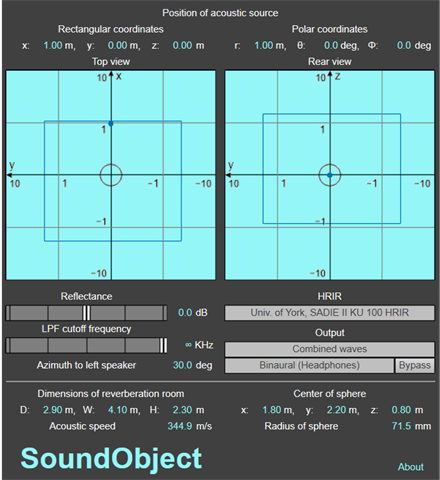 Position of acoustic source
Rectangular coordinates
Polar coordinates
x: 1.00 m, y: 0.00 m, z: 0.00 m
r: 1.00 m, θ: 0.0 deg, Φ: 0.0 deg
Top view
Rear view
10 x
1
y
10 1 -1 -10
-1
-10
10 z
1
y
10 1 -1 -10
-1
-10
Reflectance
0.0 dB
LPF cutoff frequency
∞ KHz
Azimuth to left speaker 30.0 deg
HRIR
Univ. of York, SADIE II KU 100 HRIR
Output
Combined waves
Binaural (Headphones) Bypass
Dimensions of reverberation room
D: 2.90 m, W: 4.10 m, H: 2.30 m
Acoustic speed 344.9 m/s
Center of sphere
x: 1.80 m, y: 2.20 m, z: 0.80 m
Radius of sphere 71.5 mm
SoundObject
About